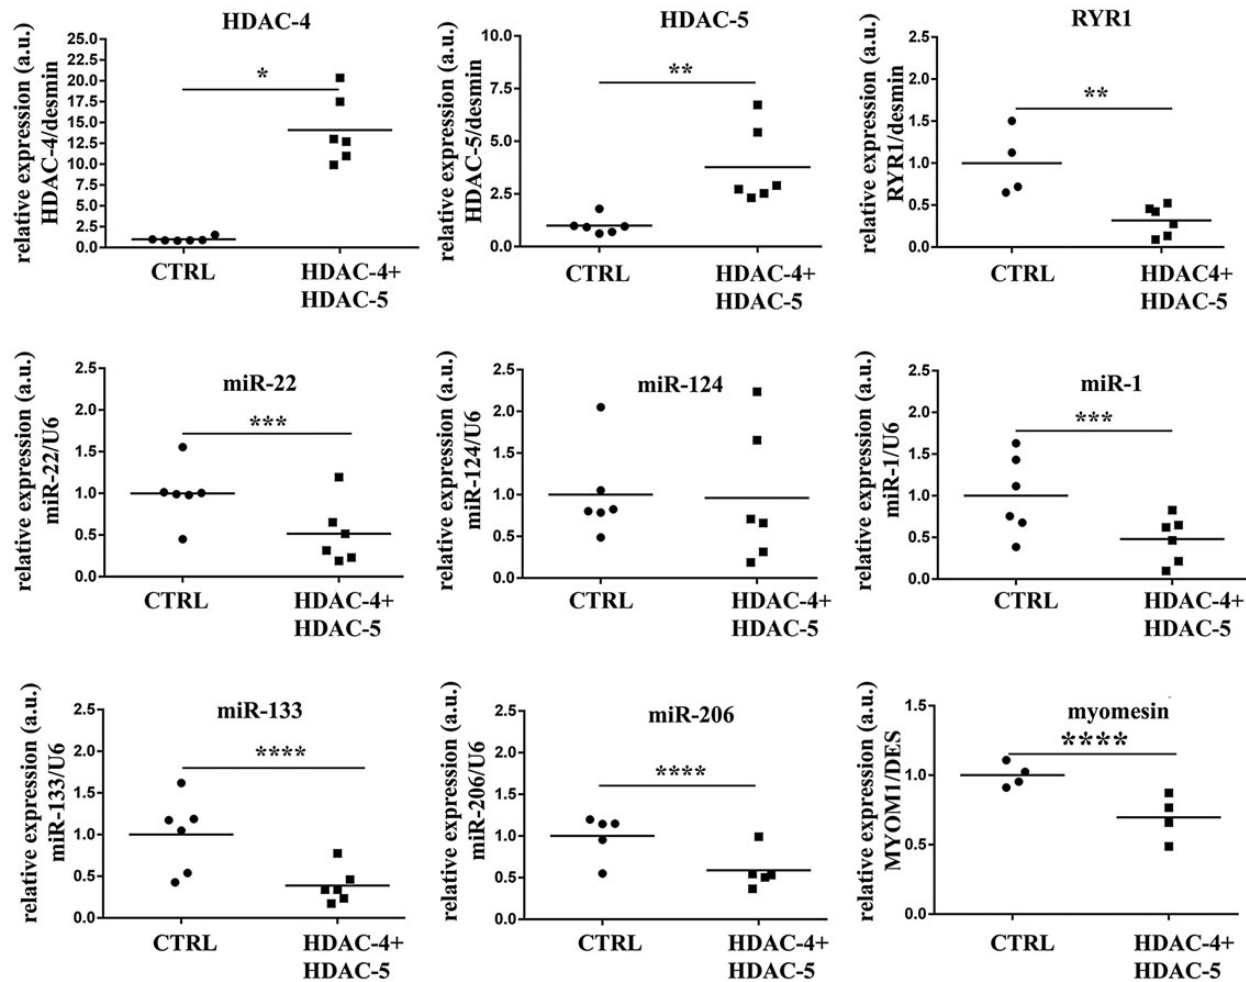 HDAC-4
relative expression (a.u.)
HDAC-4/desmin
25.0
22.5
20.0
17.5
15.0
12.5
10.0
7.5
5.0
2.5
0.0
*
CTRL
HDAC-4+
HDAC-5
HDAC-5
relative expression (a.u.)
HDAC-5/desmin
10.0
7.5
5.0
2.5
0.0
**
CTRL
HDAC-4+
HDAC-5
RYR1
relative expression (a.u.)
RYR1/desmin
2.5
2.0
1.5
1.0
0.5
0.0
**
CTRL
HDAC4+
HDAC-5
miR-22
relative expression (a.u.)
miR-22/U6
2.5
2.0
1.5
1.0
0.5
0.0
***
CTRL
HDAC-4+
HDAC-5
miR-124
relative expression (a.u.)
miR-124/U6
2.5
2.0
1.5
1.0
0.5
0.0
CTRL
HDAC-4+
HDAC-5
miR-1
relative expression (a.u.)
miR-1/U6
2.5
2.0
1.5
1.0
0.5
0.0
***
CTRL
HDAC-4+
HDAC-5
miR-133
relative expression (a.u.)
miR-133/U6
2.5
2.0
1.5
1.0
0.5
0.0
****
CTRL
HDAC-4+
HDAC-5
miR-206
relative expression (a.u.)
miR-206/U6
2.5
2.0
1.5
1.0
0.5
0.0
****
CTRL
HDAC-4+
HDAC-5
myomesin
relative expression (a.u.)
MYOM1/DES
1.5
1.0
0.5
1.0
****
CTRL
HDAC-4+
HDAC-5